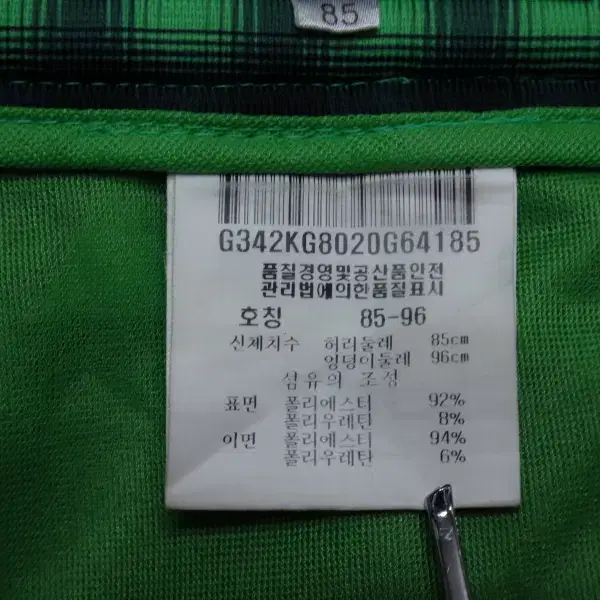 85
G342KG8020G64185
품질경영및공산품안전
관리법에의한품질표시
호칭 85-96
신체치수 허리둘레 85cm
엉덩이둘레 96cm
섬유의 조성
표면 폴리에스터 92%
폴리우레탄 8%
이면 폴리에스터 94%
폴리우레탄 6%